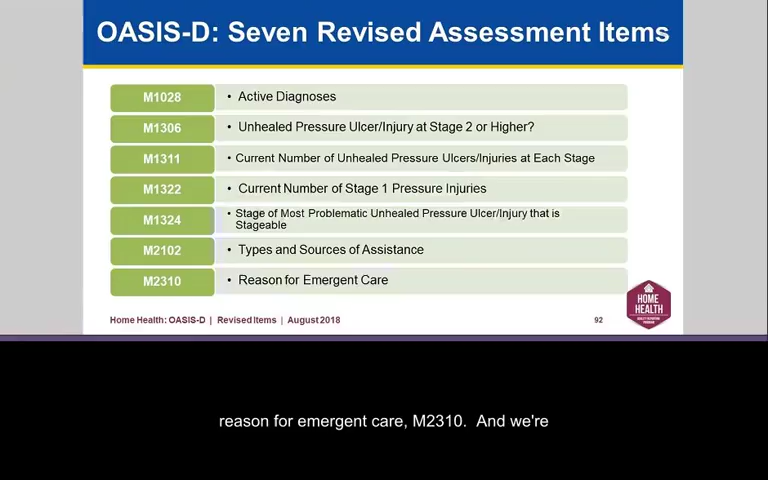 OASIS-D: Seven Revised Assessment Items
M1028
• Active Diagnoses
M1306
• Unhealed Pressure Ulcer/Injury at Stage 2 or Higher?
M1311
• Current Number of Unhealed Pressure Ulcers/Injuries at Each Stage
M1322
• Current Number of Stage 1 Pressure Injuries
M1324
• Stage of Most Problematic Unhealed Pressure Ulcer/Injury that is
Stageable
M2102
• Types and Sources of Assistance
M2310
• Reason for Emergent Care
HOME
HEALTH
QUALITY REPORTING
PROGRAM
Home Health: OASIS-D | Revised Items | August 2018
92
reason for emergent care, M2310.  And we're